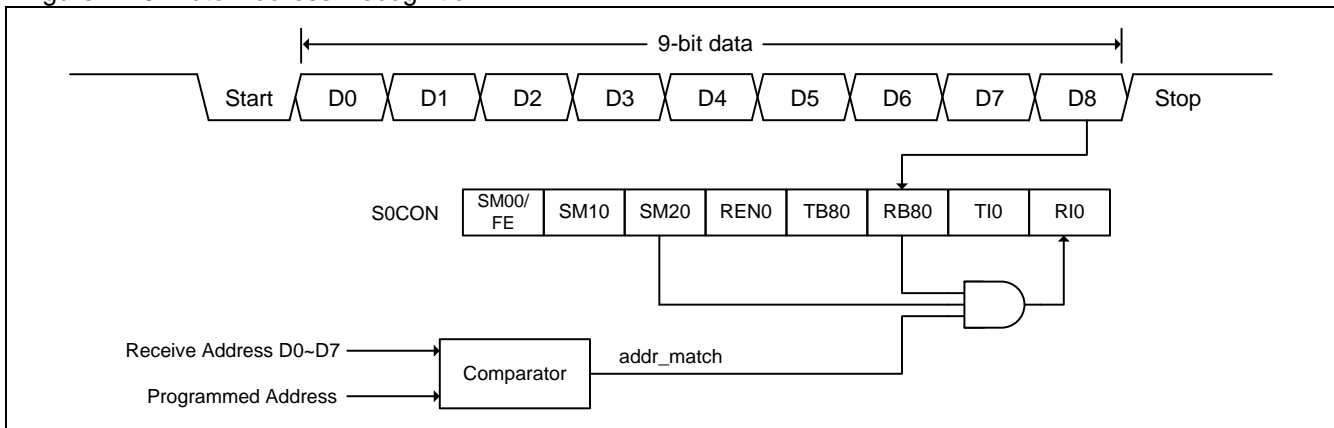 9-bit data
Start D0 D1 D2 D3 D4 D5 D6 D7 D8 Stop
S0CON SM00/FE SM10 SM20 REN0 TB80 RB80 TI0 RI0
Receive Address D0~D7
addr_match
Comparator
Programmed Address